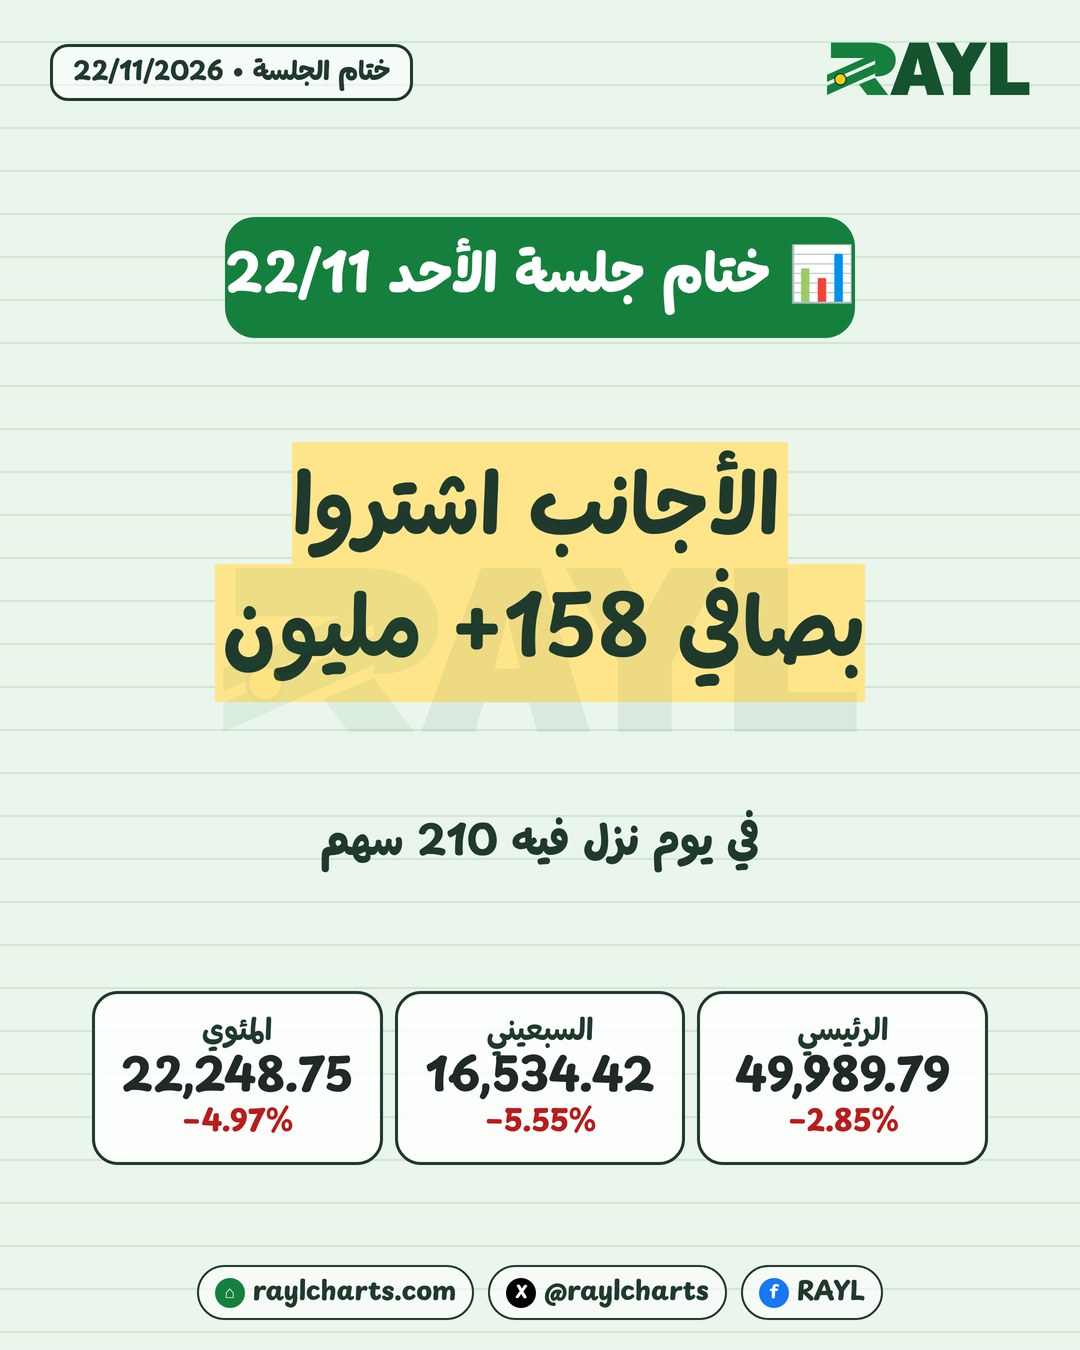 RAYL
ختام الجلسة • 22/11/2026
📊 ختام جلسة الأحد 22/11
الأجانب اشتروا
بصافي 158+ مليون
RAYL
في يوم نزل فيه 210 سهم
الرئيسي
49,989.79
-2.85%
السبعيني
16,534.42
-5.55%
المئوي
22,248.75
-4.97%
raylcharts.com
X @raylcharts
f RAYL